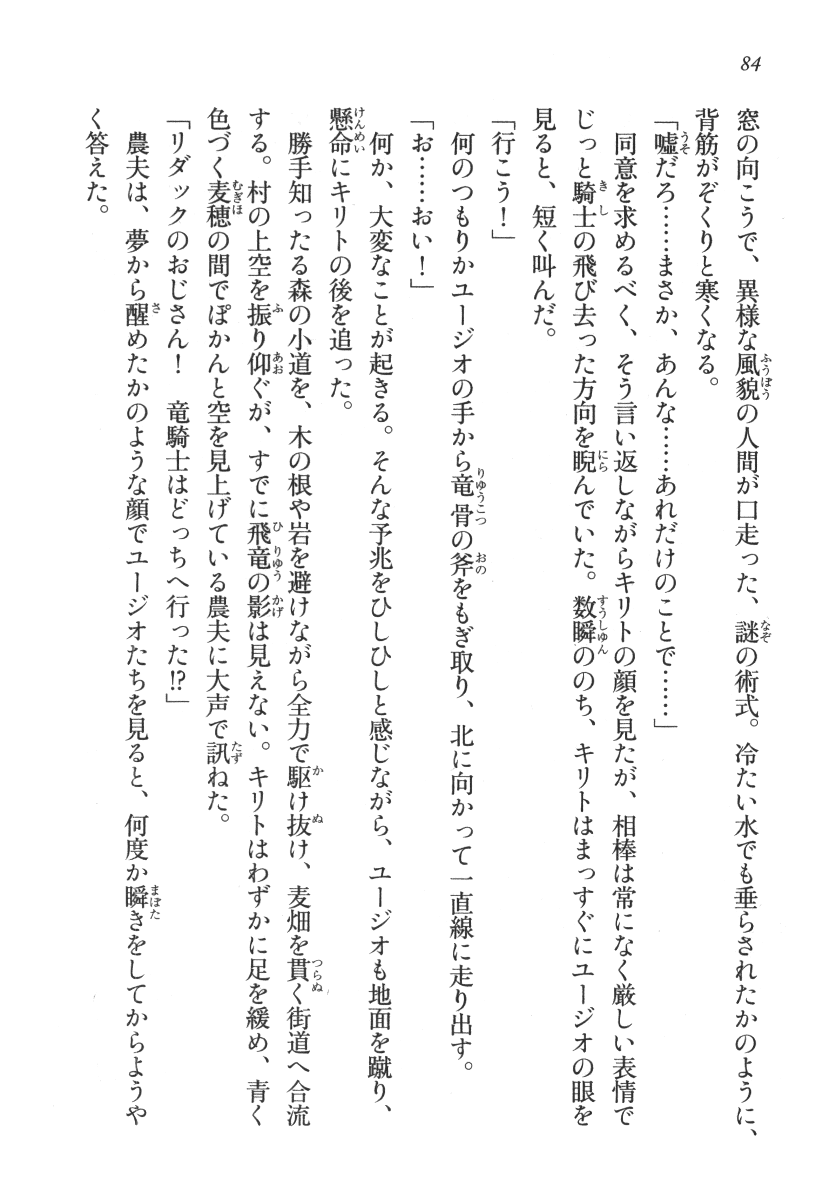 84
窓の向こうで、異様な風貌の人間が口走った、謎の術式。冷たい水でも垂らされたかのように、
背筋がぞくりと寒くなる。
「嘘だろ……まさか、あんな……あれだけのことで……」
同意を求めるべく、そう言い返しながらキリトの顔を見たが、相棒は常になく厳しい表情で
じっと騎士の飛び去った方向を睨んでいた。数瞬ののち、キリトはまっすぐにユージオの眼を
見ると、短く叫んだ。
「行こう！」
何のつもりかユージオの手から竜骨の斧をもぎ取り、北に向かって一直線に走り出す。
「お……おい！」
何か、大変なことが起きる。そんな予兆をひしひしと感じながら、ユージオも地面を蹴り、
懸命にキリトの後を追った。
勝手知ったる森の小道を、木の根や岩を避けながら全力で駆け抜け、麦畑を貫く街道へ合流
する。村の上空を振り仰ぐが、すでに飛竜の影は見えない。キリトはわずかに足を緩め、青く
色づく麦穂の間でぽかんと空を見上げている農夫に大声で訊ねた。
「リダックのおじさん！　竜騎士はどっちへ行った!?」
農夫は、夢から醒めたかのような顔でユージオたちを見ると、何度か瞬きをしてからようや
く答えた。